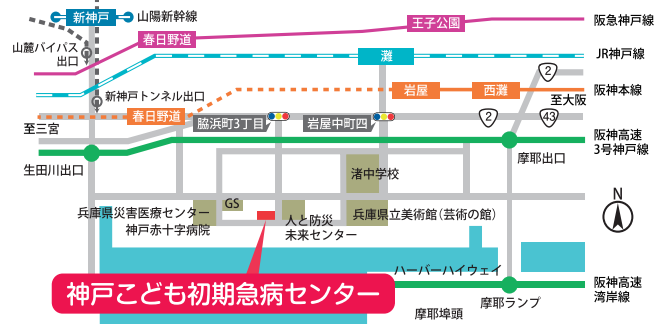 新神戸
山陽新幹線
王子公園
阪急神戸線
春日野道
山麓バイパス
出口
灘
JR神戸線
2
新神戸トンネル出口
岩屋
西灘
阪神本線
至大阪
春日野道
脇浜町3丁目
岩屋中町四
2
43
至三宮
阪神高速
3号神戸線
生田川出口
摩耶出口
渚中学校
N
GS
兵庫県災害医療センター
神戸赤十字病院
人と防災
未来センター
兵庫県立美術館(芸術の館)
ハーバーハイウェイ
神戸こども初期急病センター
阪神高速
湾岸線
摩耶ランプ
摩耶埠頭